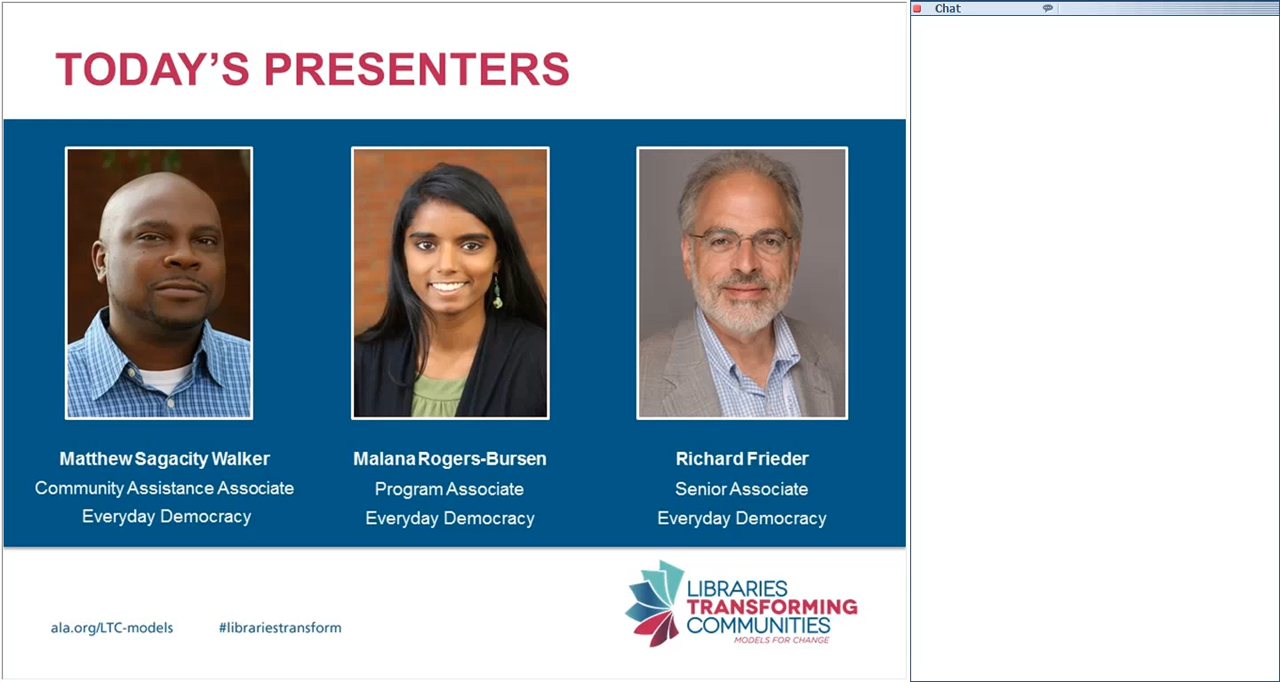 TODAY'S PRESENTERS
Chat
Matthew Sagacity Walker
Community Assistance Associate
Everyday Democracy
Malana Rogers-Bursen
Program Associate
Everyday Democracy
Richard Frieder
Senior Associate
Everyday Democracy
ala.org/LTC-models
#librariestransform
LIBRARIES
TRANSFORMING
COMMUNITIES
MODELS FOR CHANGE